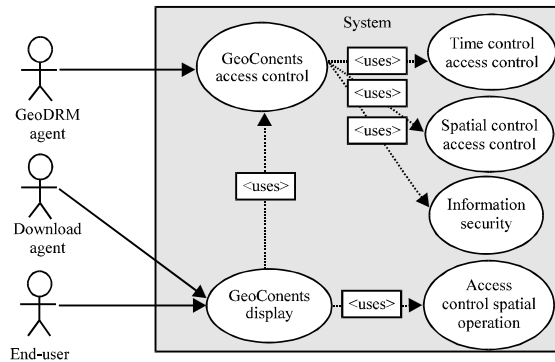 System
GeoConents
access control
<uses>
Time control
access control
GeoDRM
agent
<uses>
<uses>
Spatial control
access control
<uses>
Download
agent
Information
security
GeoConents
display
<uses>
Access
control spatial
operation
End-user